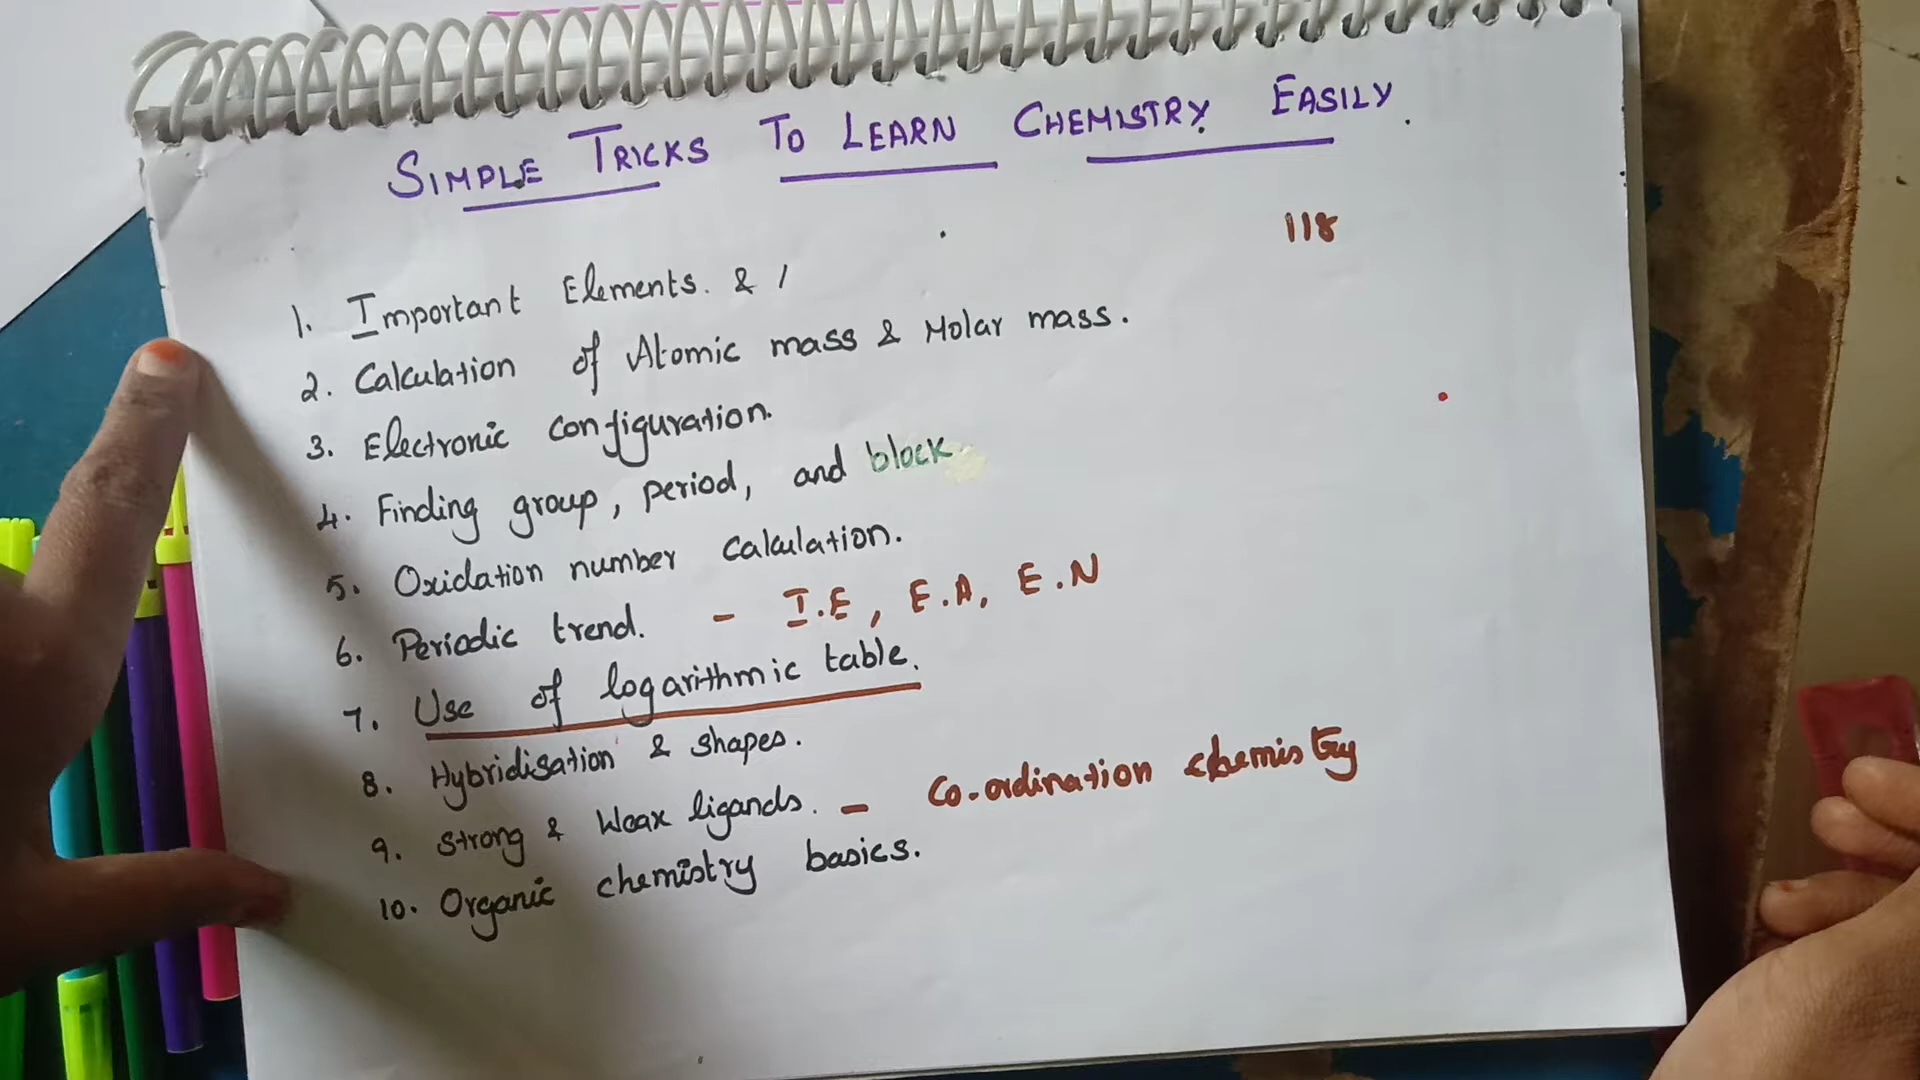 SIMPLE TRICKS TO LEARN CHEMISTRY EASILY.
118
1. Important Elements. & /
2. Calculation of Atomic mass & Molar mass.
3. Electronic configuration.
4. Finding group, period, and block
5. Oxidation number calculation.
6. Periodic trend. - I.E, E.A, E.N
7. Use of logarithmic table.
8. Hybridisation & shapes.
9. Strong & Weak ligands. - Co-ordination chemistry
10. Organic chemistry basics.